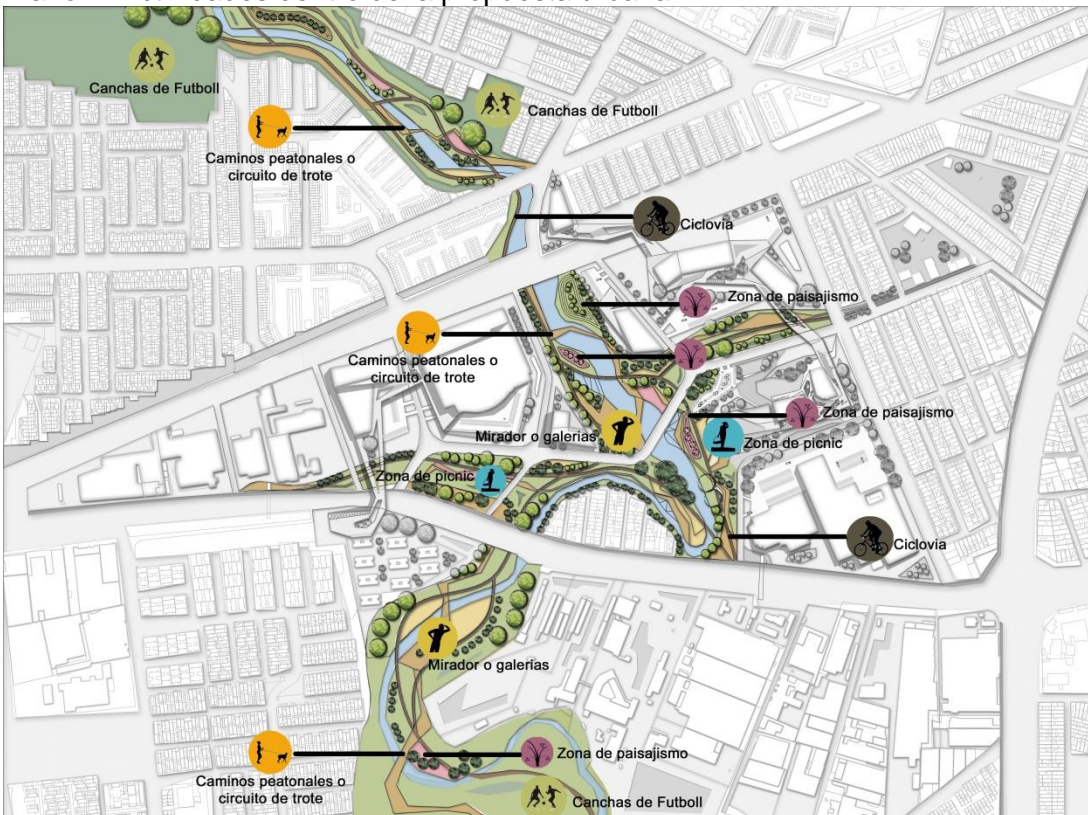 Canchas de Futboll
Canchas de Futboll
Caminos peatonales o
circuito de trote
Ciclovia
Zona de paisajismo
Caminos peatonales o
circuito de trote
Zona de paisajismo
Mirador o galerias
Zona de picnic
Zona de picnic
Ciclovia
Mirador o galerias
Zona de paisajismo
Caminos peatonales o
circuito de trote
Canchas de Futboll